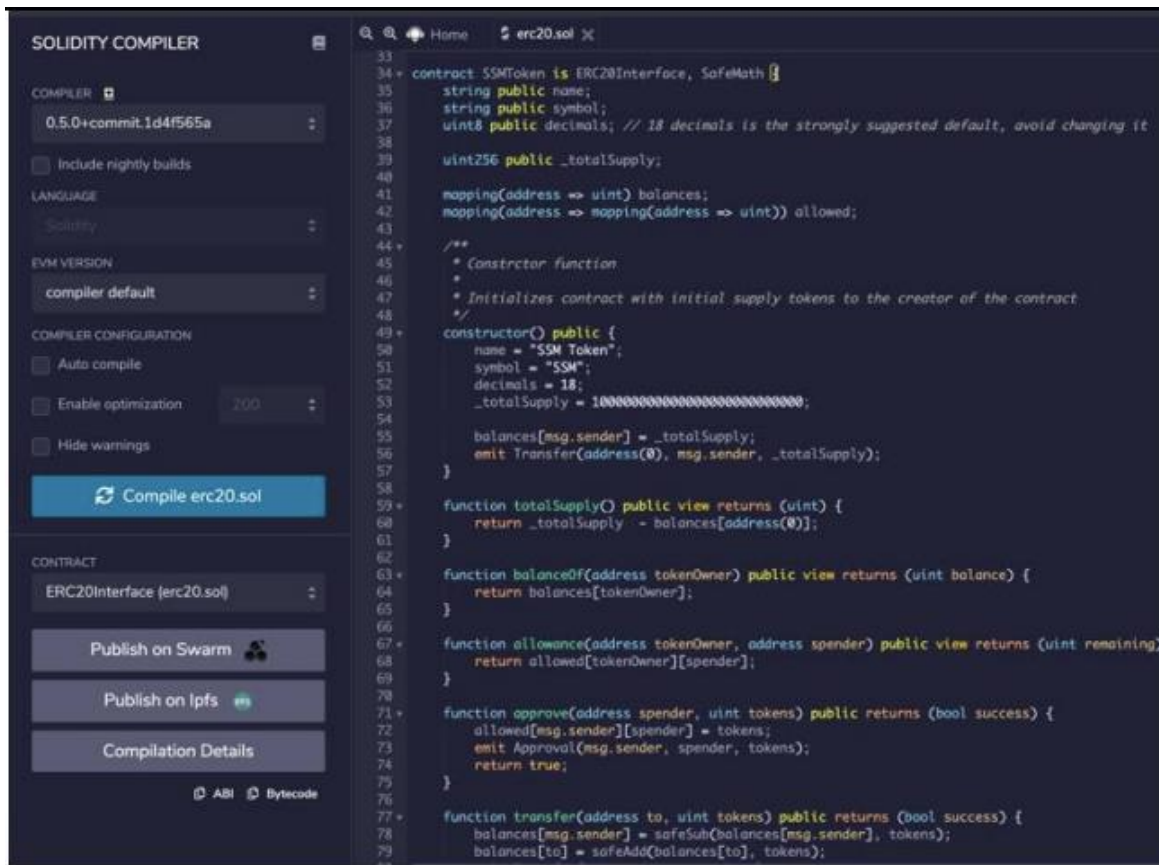 SOLIDITY COMPILER
COMPILER
0.5.0+commit.1d4f565a
Include nightly builds
LANGUAGE
Solidity
EVM VERSION
compiler default
COMPILER CONFIGURATION
Auto compile
Enable optimization 200
Hide warnings
Compile erc20.sol
CONTRACT
ERC20Interface (erc20.sol)
Publish on Swarm
Publish on Ipfs
Compilation Details
ABI Bytecode
Home erc20.sol
33
34 contract SSMToken is ERC20Interface, SafeMath {
35 string public name;
36 string public symbol;
37 uint8 public decimals; // 18 decimals is the strongly suggested default, avoid changing it
38
39 uint256 public _totalSupply;
40
41 mapping(address => uint) balances;
42 mapping(address => mapping(address => uint)) allowed;
43
44 /**
45 * Constrctor function
46 *
47 * Initializes contract with initial supply tokens to the creator of the contract
48 */
49 constructor() public {
50 name = "SSM Token";
51 symbol = "SSM";
52 decimals = 18;
53 _totalSupply = 100000000000000000000000000;
54
55 balances[msg.sender] = _totalSupply;
56 emit Transfer(address(0), msg.sender, _totalSupply);
57 }
58
59 function totalSupply() public view returns (uint) {
60 return _totalSupply - balances[address(0)];
61 }
62
63 function balanceOf(address tokenOwner) public view returns (uint balance) {
64 return balances[tokenOwner];
65 }
66
67 function allowance(address tokenOwner, address spender) public view returns (uint remaining)
68 return allowed[tokenOwner][spender];
69 }
70
71 function approve(address spender, uint tokens) public returns (bool success) {
72 allowed[msg.sender][spender] = tokens;
73 emit Approval(msg.sender, spender, tokens);
74 return true;
75 }
76
77 function transfer(address to, uint tokens) public returns (bool success) {
78 balances[msg.sender] = safeSub(balances[msg.sender], tokens);
79 balances[to] = safeAdd(balances[to], tokens);